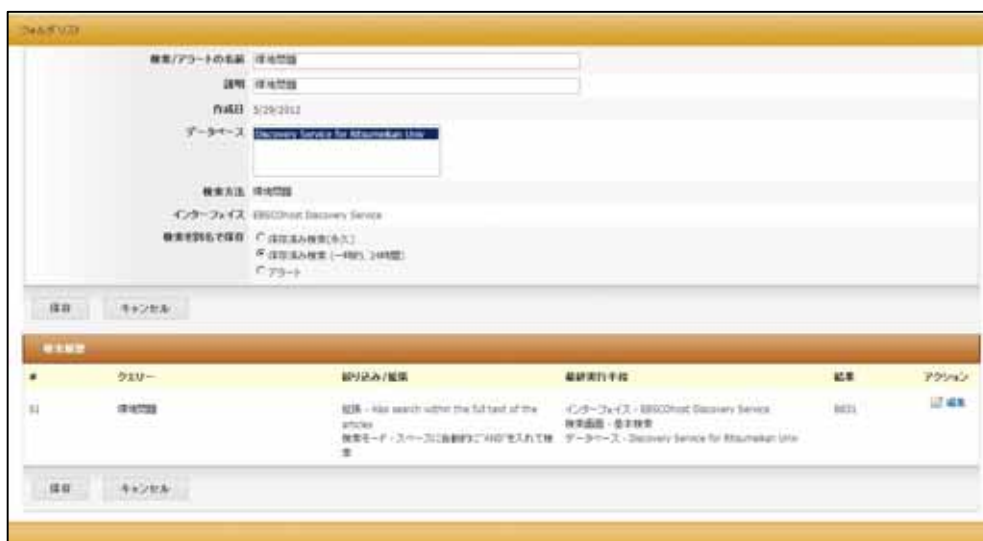 フォルダリスト
検索/アラートの名前 環境問題
説明 環境問題
作成日 5/29/2012
データベース Discovery Service for Ritsumeikan Univ
検索方法 環境問題
インターフェイス EBSCOhost Discovery Service
検索を別名で保存 保存済み検索(永久)
保存済み検索 (一時的, 24時間)
アラート
保存 キャンセル
検索履歴
# クエリー 絞り込み/拡張 最終実行手段 結果 アクション
S1 環境問題 拡張 - Also search within the full text of the インターフェイス - EBSCOhost Discovery Service 編集
articles 検索画面 - 基本検索
検索モード - スペースに自動的に"AND"を入れて検 データベース - Discovery Service for Ritsumeikan Univ
索
保存 キャンセル